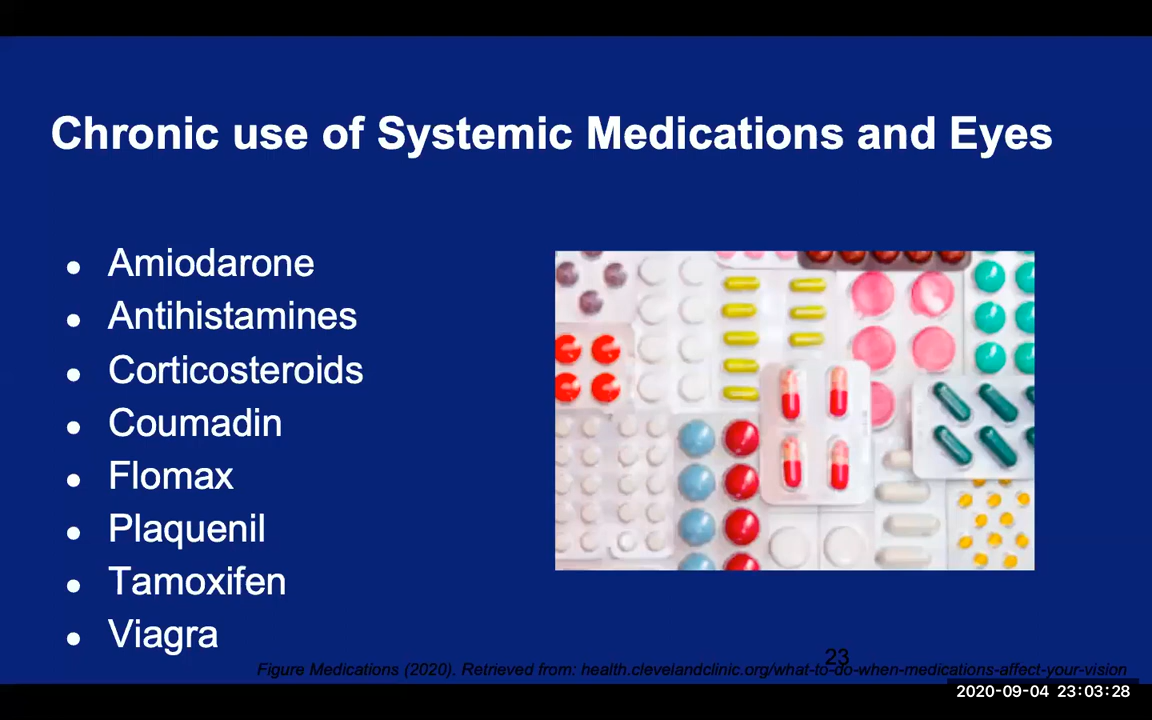 Chronic use of Systemic Medications and Eyes
● Amiodarone
● Antihistamines
● Corticosteroids
● Coumadin
● Flomax
● Plaquenil
● Tamoxifen
● Viagra
23
Figure Medications (2020). Retrieved from: health.clevelandclinic.org/what-to-do-when-medications-affect-your-vision
2020-09-04 23:03:28